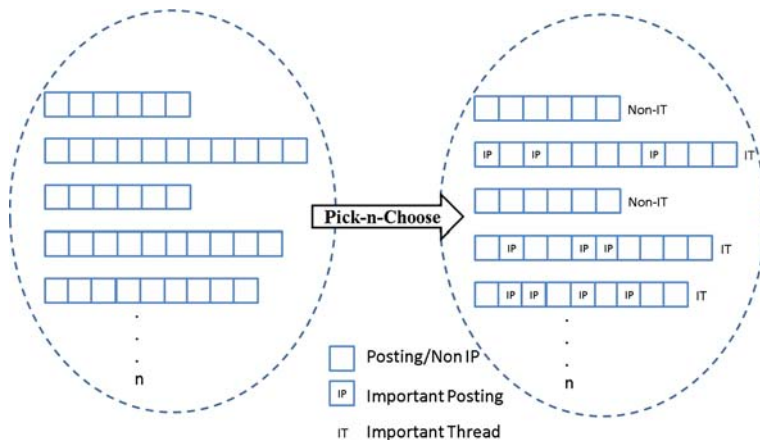 Non-IT
IP IP IP IT
Pick-n-Choose
Non-IT
IP IP IP IT
IP IP IP IP IT
n
n
Posting/Non IP
IP Important Posting
IT Important Thread